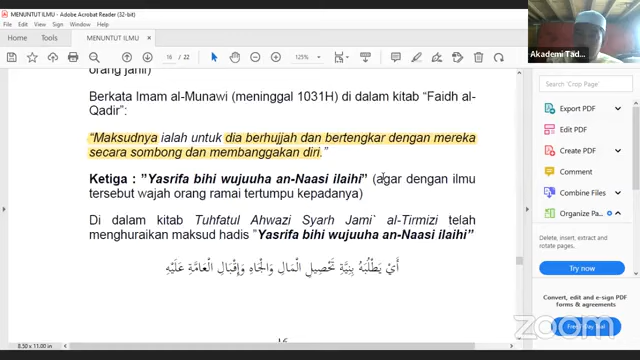 MENUNTUT ILMU - Adobe Acrobat Reader (32-bit)
File Edit View Sign Window Help
Home Tools MENUNTUT ILMU ×
16 / 22 125%
Akademi Tad...
orang jahil)
Berkata Imam al-Munawi (meninggal 1031H) di dalam kitab “Faidh al-
Qadir”:
“Maksudnya ialah untuk dia berhujjah dan bertengkar dengan mereka
secara sombong dan membanggakan diri.”
Ketiga : ”Yasrifa bihi wujuuha an-Naasi ilaihi” (agar dengan ilmu
tersebut wajah orang ramai tertumpu kepadanya)
Di dalam kitab Tuhfatul Ahwazi Syarh Jami` al-Tirmizi telah
menghuraikan maksud hadis ”Yasrifa bihi wujuuha an-Naasi ilaihi”
أَيْ يَطْلُبَهُ بِنِيَّةِ تَحْصِيلِ الْمَالِ وَالْجَاهِ وَإِقْبَالِ الْعَامَّةِ عَلَيْهِ
16
8.50 x 11.00 in
Search 'Crop Page'
Export PDF
Edit PDF
Create PDF
Comment
Combine Files
Organize Pages
Delete, insert, extract and
rotate pages.
Try now
Convert, edit and e-sign PDF
forms & agreements
Free 7-Day Trial
zoom